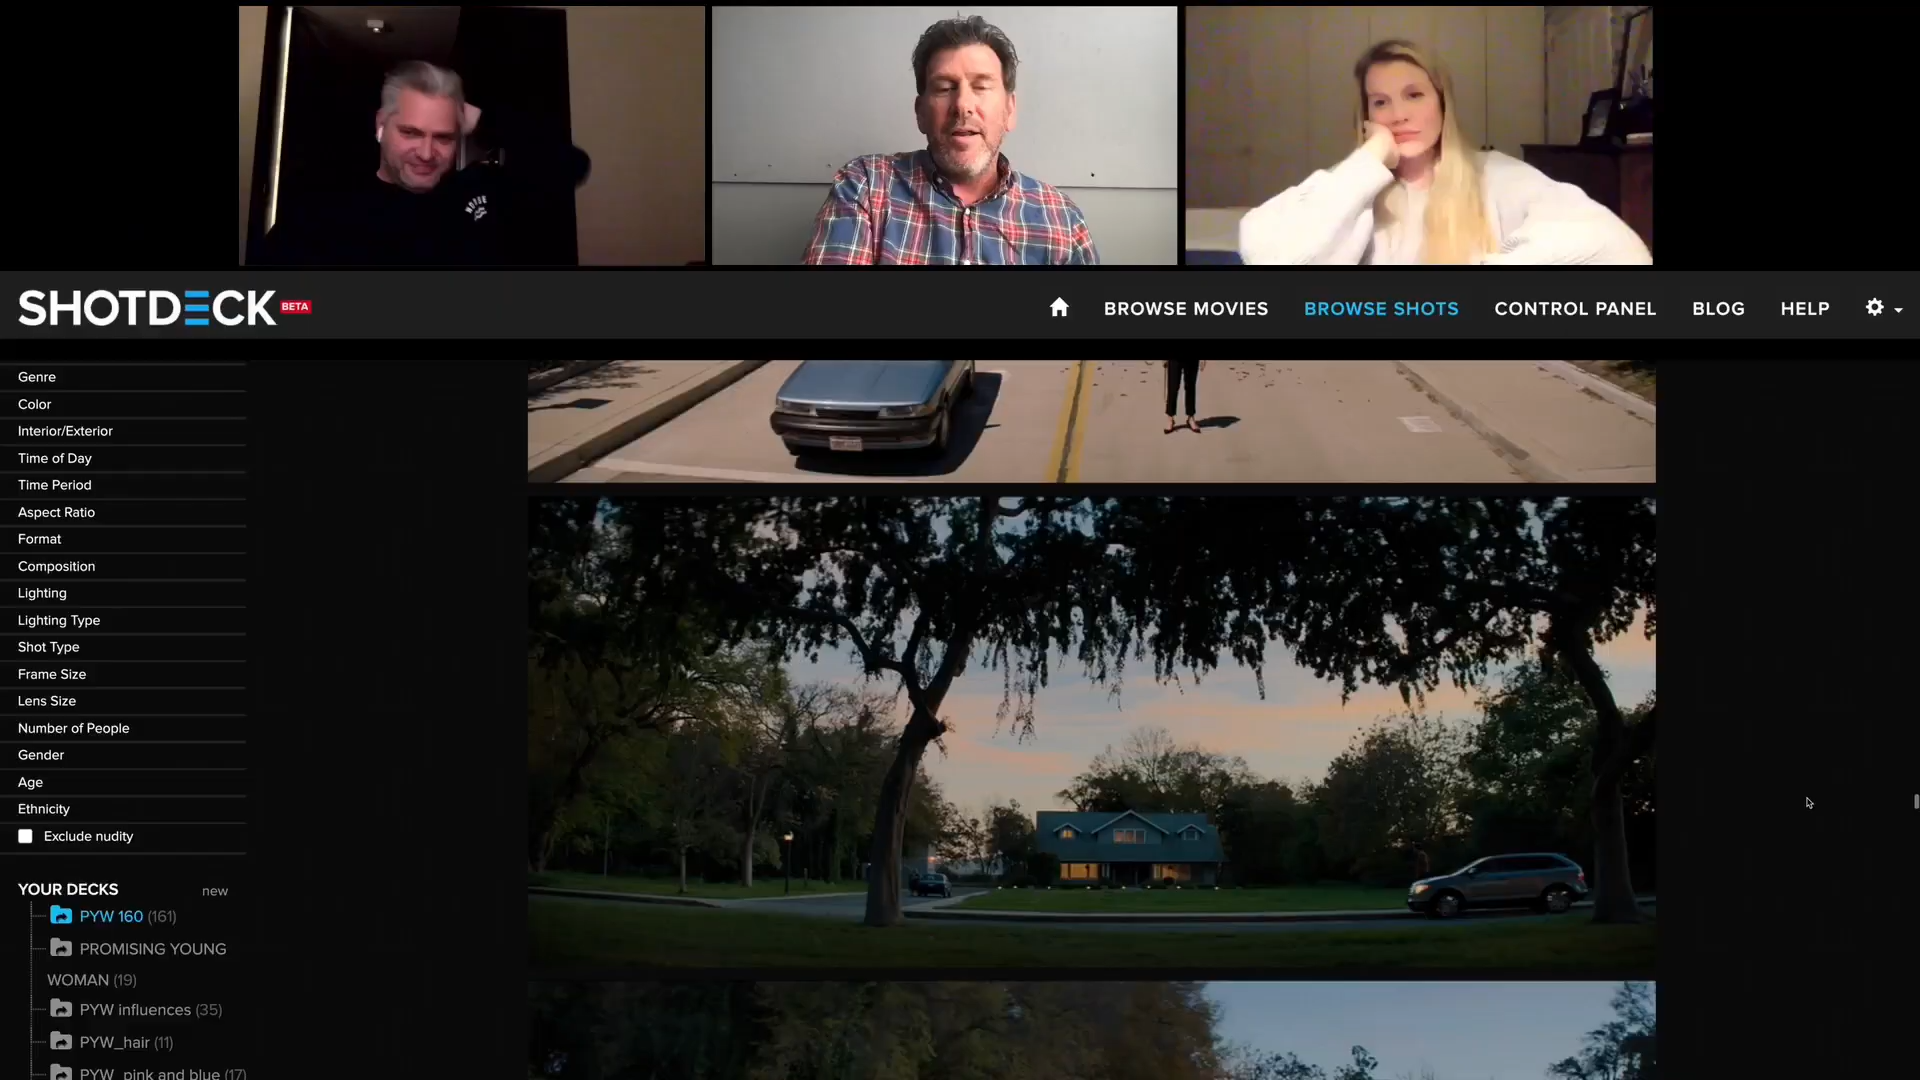 SHOTDECK BETA
BROWSE MOVIES
BROWSE SHOTS
CONTROL PANEL
BLOG
HELP
Genre
Color
Interior/Exterior
Time of Day
Time Period
Aspect Ratio
Format
Composition
Lighting
Lighting Type
Shot Type
Frame Size
Lens Size
Number of People
Gender
Age
Ethnicity
Exclude nudity
YOUR DECKS new
PYW 160 (161)
PROMISING YOUNG
WOMAN (19)
PYW influences (35)
PYW_hair (11)
PYW_pink and blue (17)